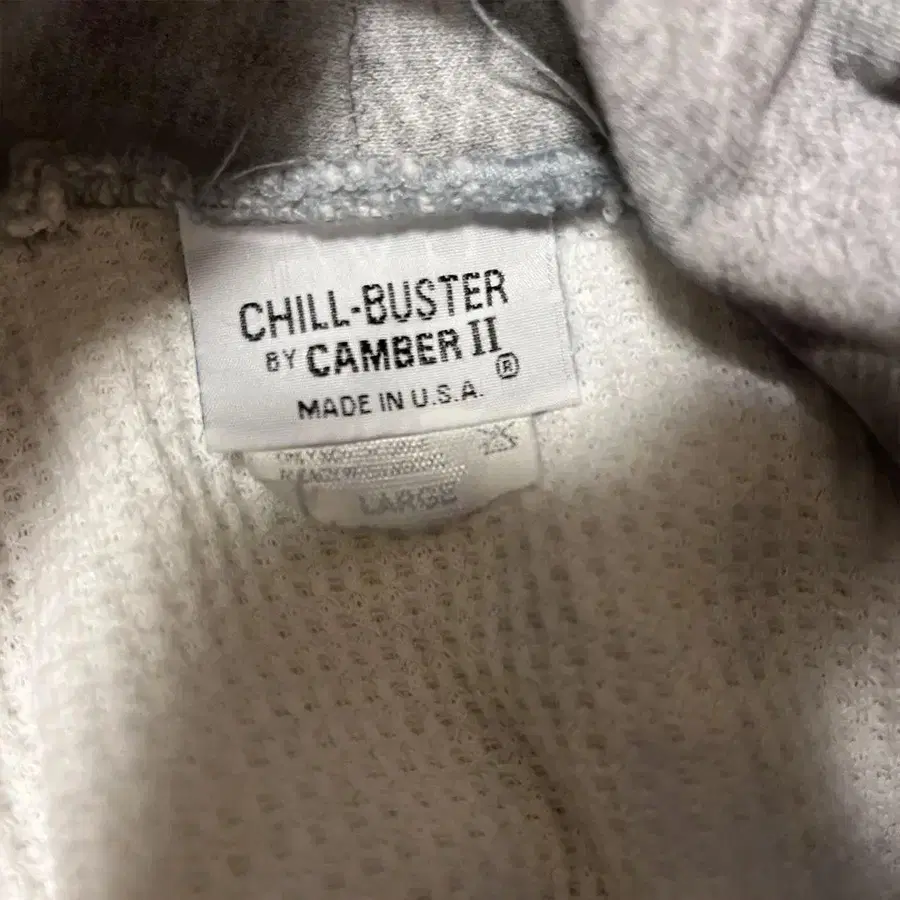 CHILL-BUSTER
BY CAMBER II ®
MADE IN U.S.A.
LARGE